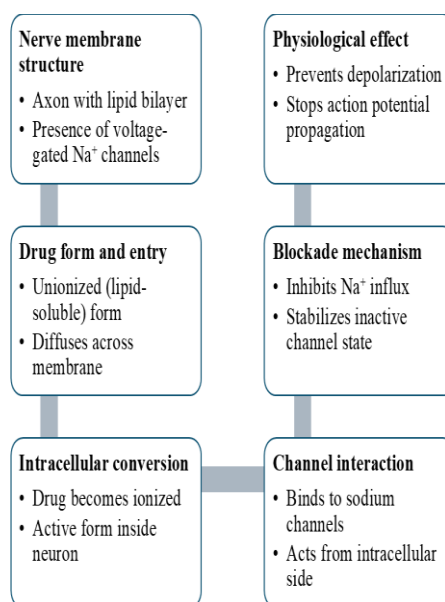 Nerve membrane
structure
• Axon with lipid bilayer
• Presence of voltage-
gated Na⁺ channels
Drug form and entry
• Unionized (lipid-
soluble) form
• Diffuses across
membrane
Intracellular conversion
• Drug becomes ionized
• Active form inside
neuron
Channel interaction
• Binds to sodium
channels
• Acts from intracellular
side
Blockade mechanism
• Inhibits Na⁺ influx
• Stabilizes inactive
channel state
Physiological effect
• Prevents depolarization
• Stops action potential
propagation